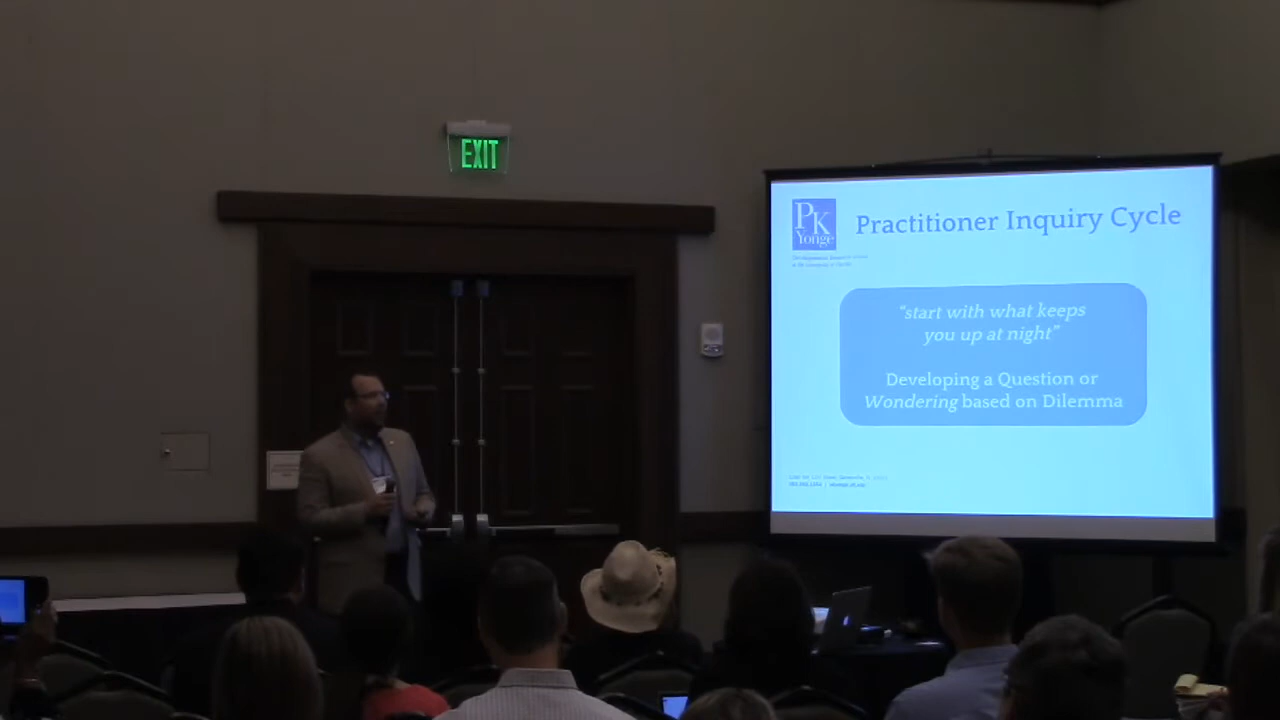 EXIT
PK
Yonge
Practitioner Inquiry Cycle
“start with what keeps
you up at night”
Developing a Question or
Wondering based on Dilemma